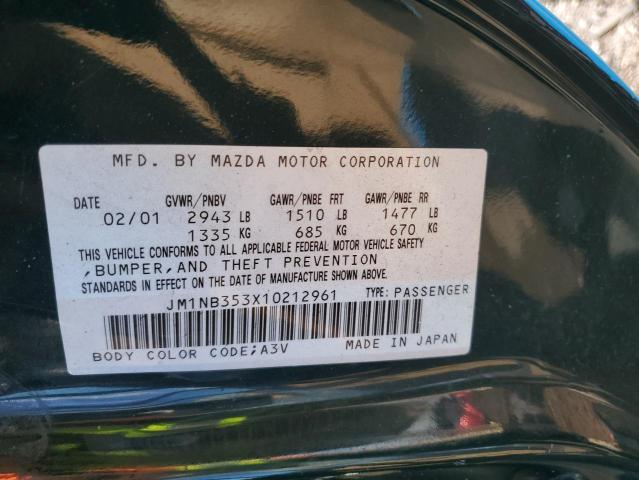 MFD. BY MAZDA MOTOR CORPORATION
DATE GVWR/PNBV GAWR/PNBE FRT GAWR/PNBE RR
02/01 2943 LB 1510 LB 1477 LB
1335 KG 685 KG 670 KG
THIS VEHICLE CONFORMS TO ALL APPLICABLE FEDERAL MOTOR VEHICLE SAFETY
,BUMPER,AND THEFT PREVENTION
STANDARDS IN EFFECT ON THE DATE OF MANUFACTURE SHOWN ABOVE.
JM1NB353X10212961 TYPE: PASSENGER
BODY COLOR CODE;A3V MADE IN JAPAN